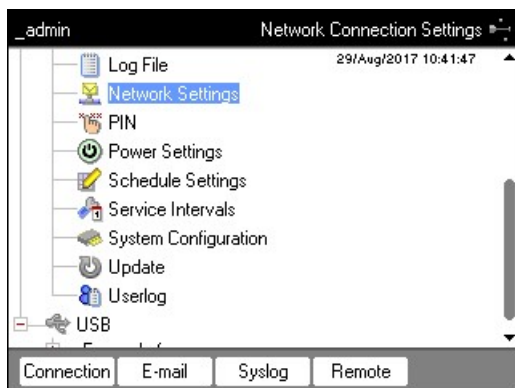 _admin Network Connection Settings
29/Aug/2017 10:41:47
Log File
Network Settings
PIN
Power Settings
Schedule Settings
Service Intervals
System Configuration
Update
Userlog
USB
Connection E-mail Syslog Remote